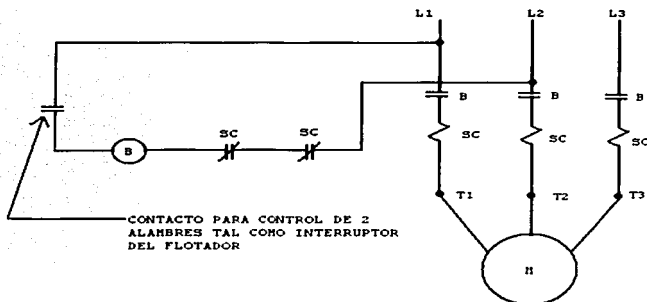 L1 L2 L3
B B B
SC SC SC
SC SC
B
T1 T2 T3
CONTACTO PARA CONTROL DE 2
ALAMBRES TAL COMO INTERRUPTOR
DEL FLOTADOR
M